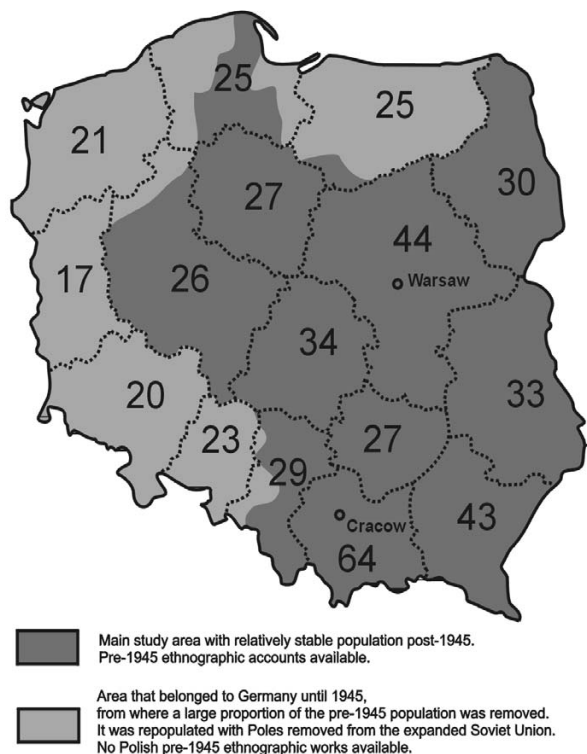 25
25
21
30
27
44
Warsaw
17
26
34
33
20
23
29
27
43
Cracow
64
Main study area with relatively stable population post-1945.
Pre-1945 ethnographic accounts available.
Area that belonged to Germany until 1945,
from where a large proportion of the pre-1945 population was removed.
It was repopulated with Poles removed from the expanded Soviet Union.
No Polish pre-1945 ethnographic works available.